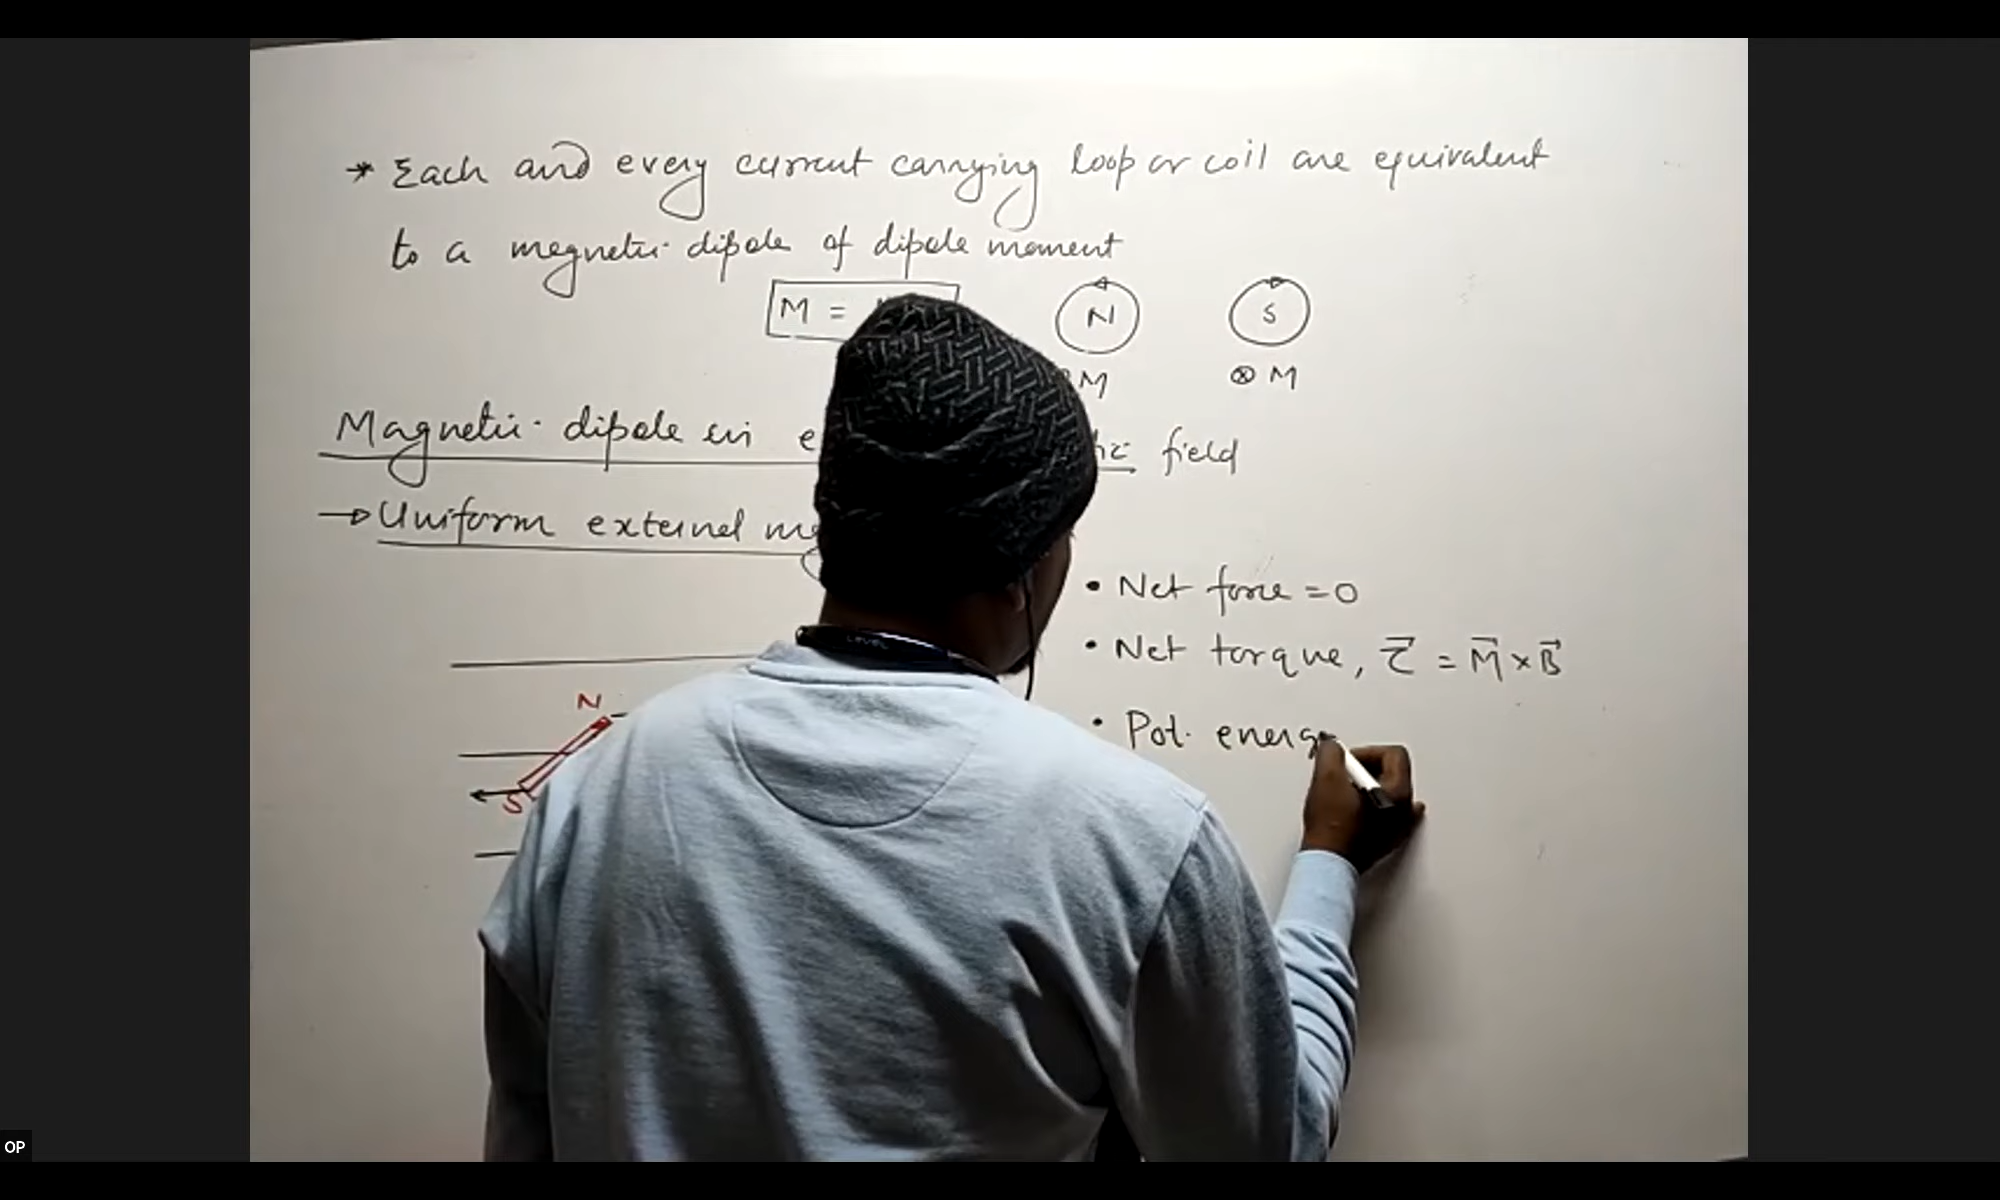 * Each and every current carrying loop or coil are equivalent
to a magnetic dipole of dipole moment
M =
N
S
M
⊗ M
Magnetic dipole in
field
→ Uniform external
• Net force = 0
• Net torque, τ⃗ = M⃗ × B⃗
N
• Pot. energ
S
LEVEL
OP